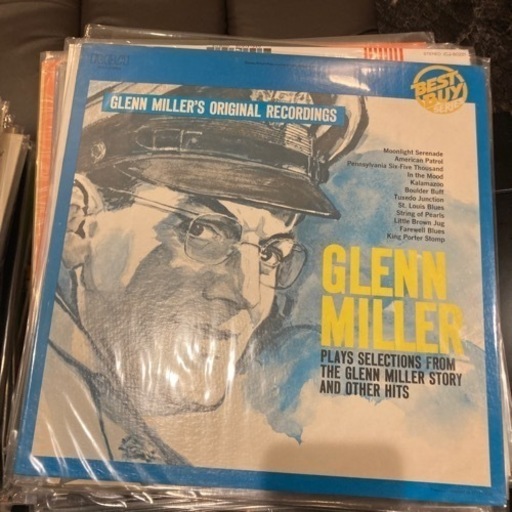 RCA
BEST
BUY
GLENN MILLER'S ORIGINAL RECORDINGS
Moonlight Serenade
American Patrol
Pennsylvania Six-Five Thousand
In the Mood
Kalamazoo
Boulder Buff
Tuxedo Junction
St. Louis Blues
String of Pearls
Little Brown Jug
Farewell Blues
King Porter Stomp
GLENN
MILLER
PLAYS SELECTIONS FROM
THE GLENN MILLER STORY
AND OTHER HITS